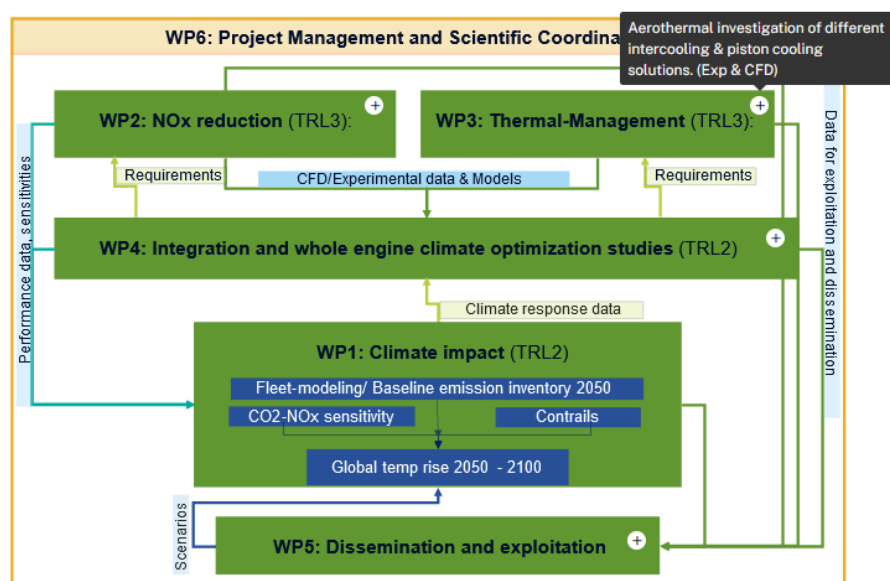 WP6: Project Management and Scientific Coordina
Aerothermal investigation of different
intercooling & piston cooling
solutions. (Exp & CFD)
WP2: NOx reduction (TRL3):
WP3: Thermal-Management (TRL3):
Requirements
CFD/Experimental data & Models
Requirements
Performance data, sensitivities
Data for exploitation and dissemination
WP4: Integration and whole engine climate optimization studies (TRL2)
Climate response data
WP1: Climate impact (TRL2)
Fleet-modeling/ Baseline emission inventory 2050
CO2-NOx sensitivity
Contrails
Global temp rise 2050 - 2100
Scenarios
WP5: Dissemination and exploitation